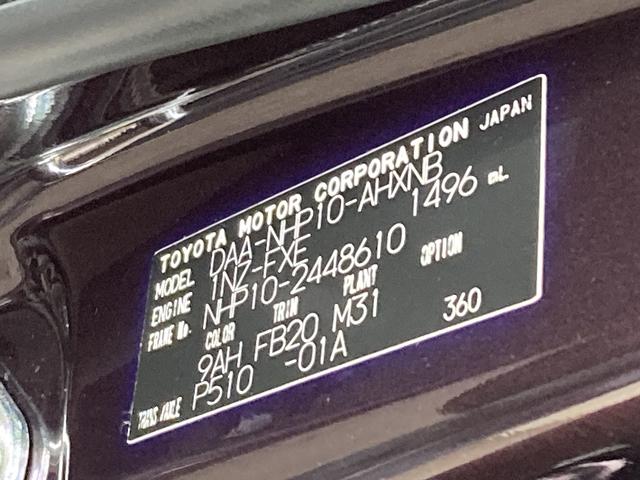 TOYOTA MOTOR CORPORATION JAPAN
MODEL DAA-NHP10-AHXNB
ENGINE 1NZ-FXE 1496 mL
FRAME No. NHP10-2448610
COLOR TRIM PLANT OPTION
9AH FB20 M31 360
TRANS/AXLE P510 -01A